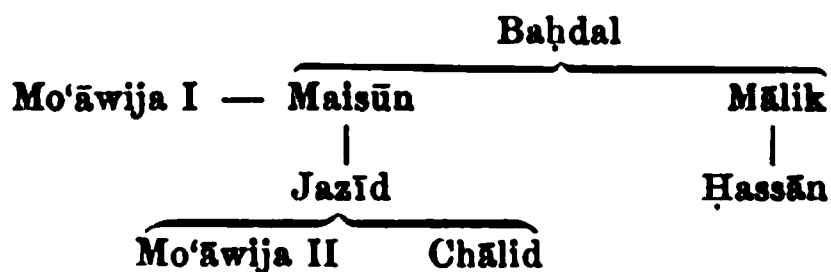 Baḥdal
Mo‘āwija I — Maisūn Mālik
Jazīd Ḥassān
Mo‘āwija II Chālid